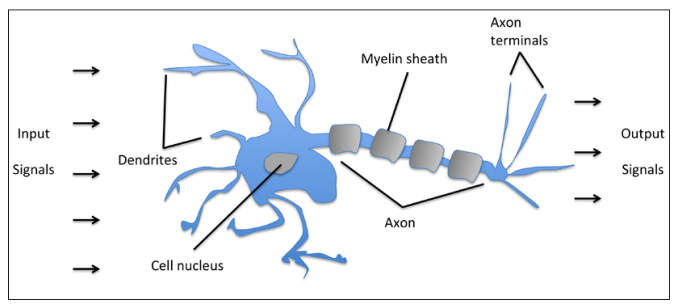 Axon
terminals
Myelin sheath
Input
Signals
Dendrites
Output
Signals
Axon
Cell nucleus